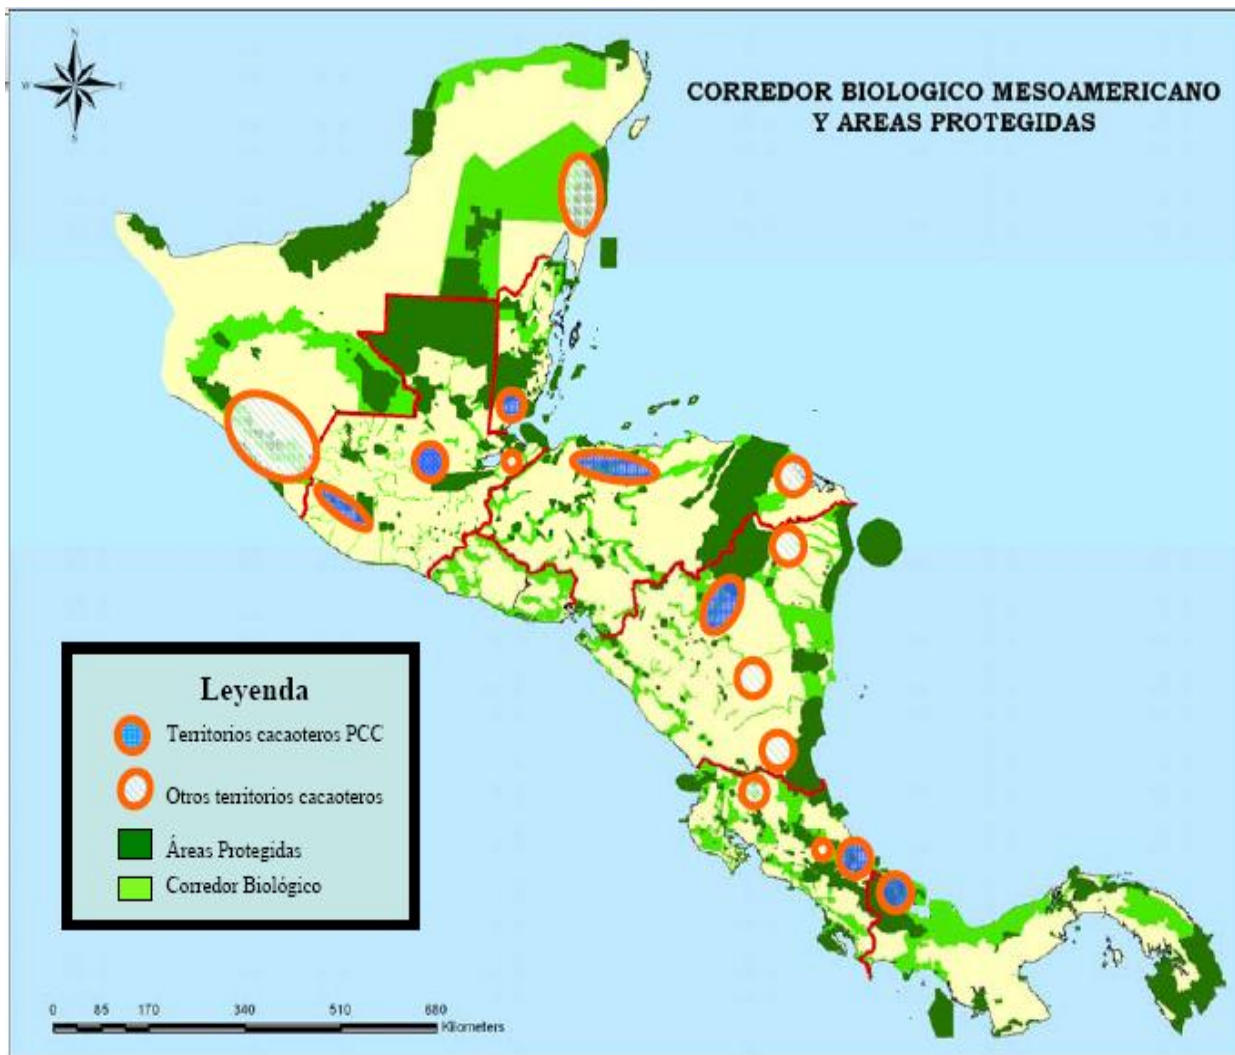 N
W
E
S
CORREDOR BIOLOGICO MESOAMERICANO
Y AREAS PROTEGIDAS
Leyenda
Territorios cacaoteros PCC
Otros territorios cacaoteros
Áreas Protegidas
Corredor Biológico
0 85 170 340 510 680
Kilometers